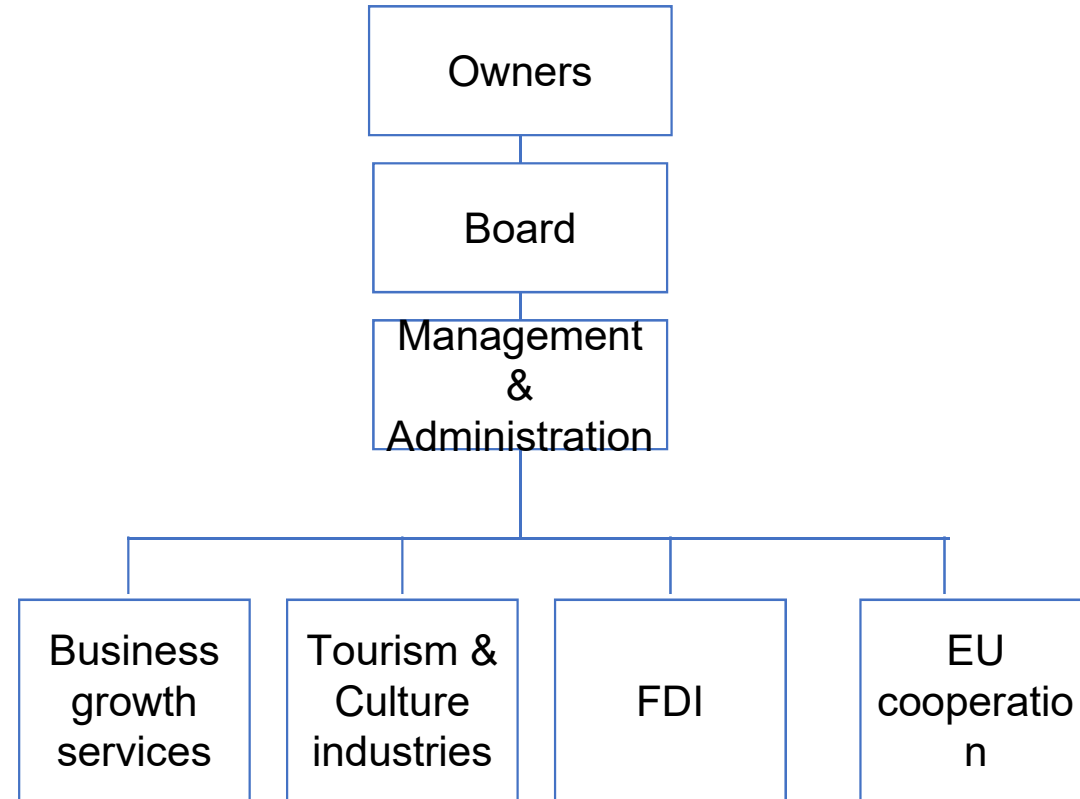 Owners
Board
Management
&
Administration
Business
growth
services
Tourism &
Culture
industries
FDI
EU
cooperatio
n